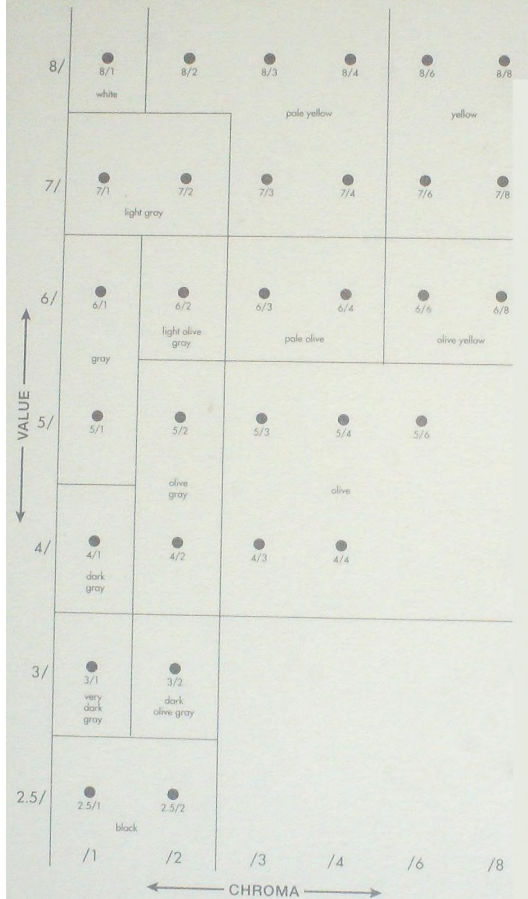 8/
8/1
8/2
8/3
8/4
8/6
8/8
white
pale yellow
yellow
7/
7/1
7/2
7/3
7/4
7/6
7/8
light gray
6/
6/1
6/2
6/3
6/4
6/6
6/8
light olive
gray
pale olive
olive yellow
gray
VALUE
5/
5/1
5/2
5/3
5/4
5/6
olive
gray
olive
4/
4/1
4/2
4/3
4/4
dark
gray
3/
3/1
3/2
very
dark
gray
dark
olive gray
2.5/
2.5/1
2.5/2
black
/1
/2
/3
/4
/6
/8
CHROMA